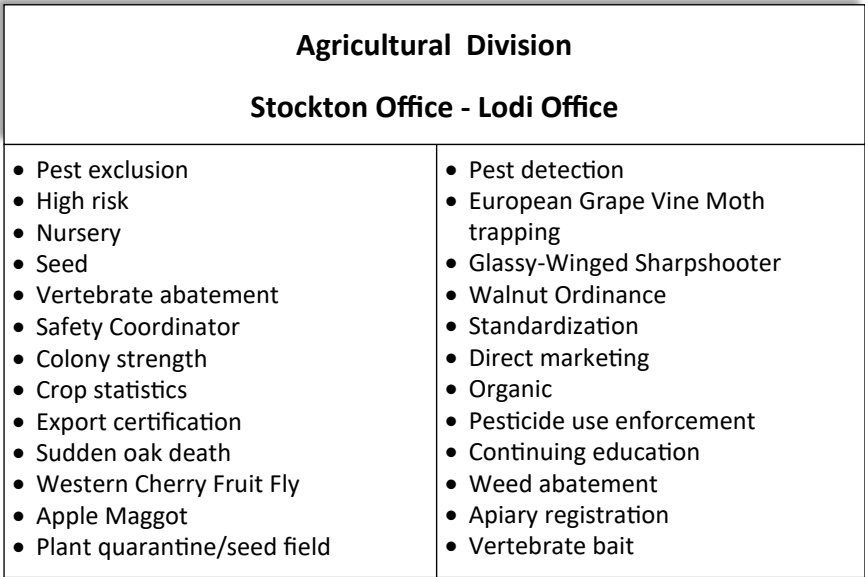 Agricultural Division
Stockton Office - Lodi Office
• Pest exclusion
• High risk
• Nursery
• Seed
• Vertebrate abatement
• Safety Coordinator
• Colony strength
• Crop statistics
• Export certification
• Sudden oak death
• Western Cherry Fruit Fly
• Apple Maggot
• Plant quarantine/seed field
• Pest detection
• European Grape Vine Moth
trapping
• Glassy-Winged Sharpshooter
• Walnut Ordinance
• Standardization
• Direct marketing
• Organic
• Pesticide use enforcement
• Continuing education
• Weed abatement
• Apiary registration
• Vertebrate bait